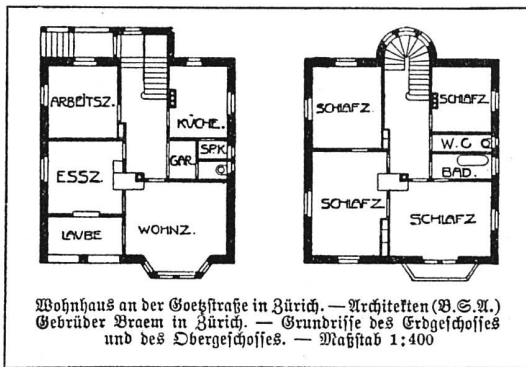 ARBEITSZ.
KÜCHE.
GAR.
SPK
ESSZ
LAUBE
WOHNZ.
SCHLAFZ.
SCHLAFZ.
W.C
BAD.
SCHLAFZ
SCHLAFZ
Wohnhaus an der Goetzstraße in Zürich. — Architekten (B.S.A.)
Gebrüder Braem in Zürich. — Grundrisse des Erdgeschosses
und des Obergeschosses. — Maßstab 1:400